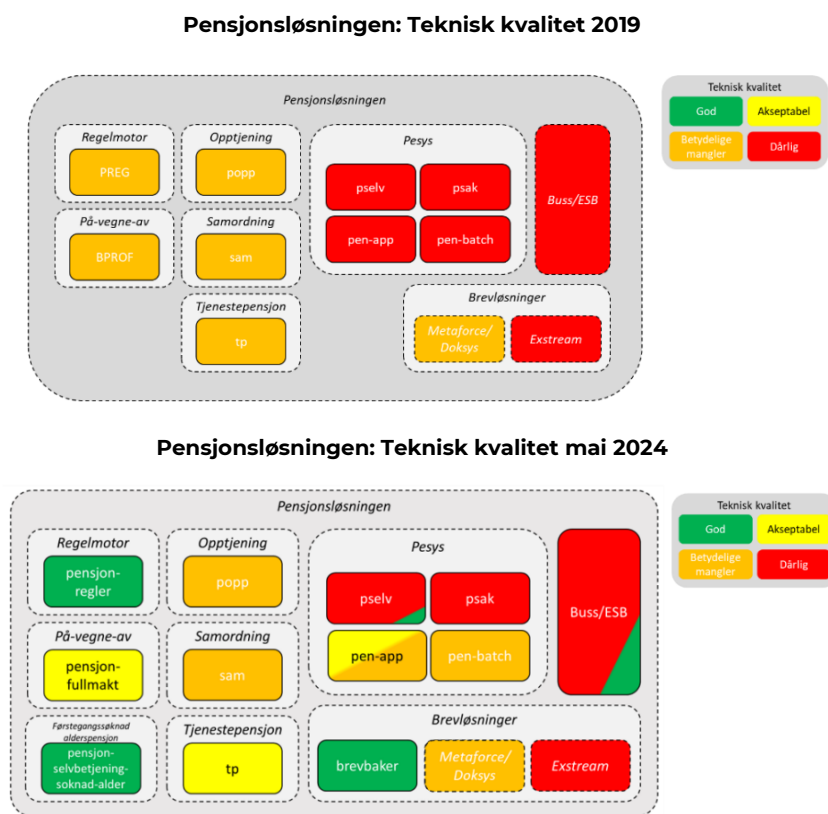 Pensjonsløsningen: Teknisk kvalitet 2019
Pensjonsløsningen
Teknisk kvalitet
God
Akseptabel
Betydelige
mangler
Dårlig
Regelmotor
PREG
Opptjening
popp
Pesys
pselv
psak
pen-app
pen-batch
Buss/ESB
På-vegne-av
BPROF
Samordning
sam
Tjenestepensjon
tp
Brevløsninger
Metaforce/
Doksys
Exstream
Pensjonsløsningen: Teknisk kvalitet mai 2024
Pensjonsløsningen
Teknisk kvalitet
God
Akseptabel
Betydelige
mangler
Dårlig
Regelmotor
pensjon-
regler
Opptjening
popp
Pesys
pselv
psak
pen-app
pen-batch
Buss/ESB
På-vegne-av
pensjon-
fullmakt
Samordning
sam
Førstegangssøknad
alderspensjon
pensjon-
selvbetjening-
soknad-alder
Tjenestepensjon
tp
Brevløsninger
brevbaker
Metaforce/
Doksys
Exstream